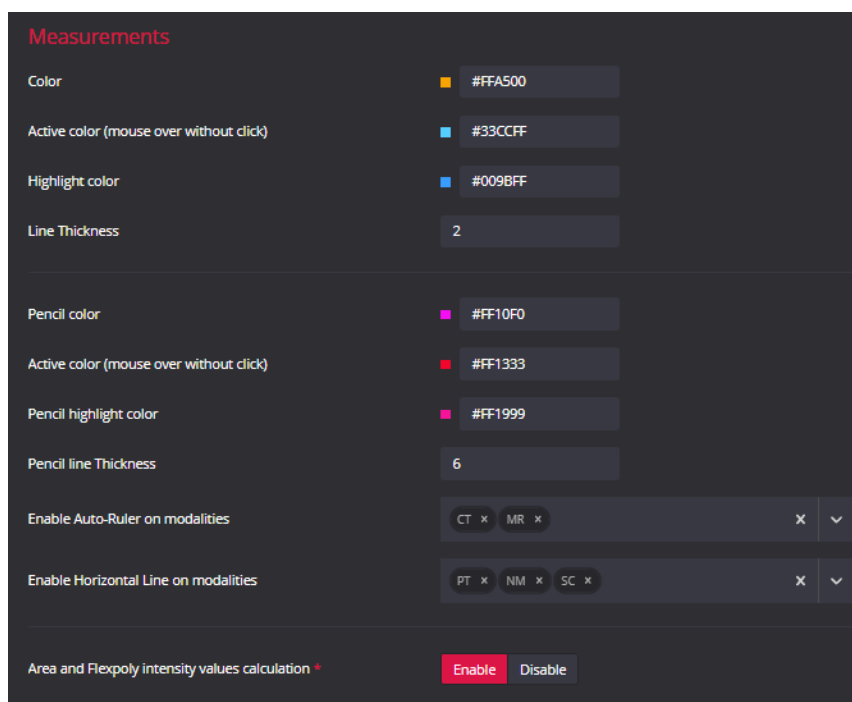 Measurements
Color #FFA500
Active color (mouse over without click) #33CCFF
Highlight color #009BFF
Line Thickness 2
Pencil color #FF10F0
Active color (mouse over without click) #FF1333
Pencil highlight color #FF1999
Pencil line Thickness 6
Enable Auto-Ruler on modalities CT × MR × ×
Enable Horizontal Line on modalities PT × NM × SC × ×
Area and Flexpoly intensity values calculation * Enable Disable